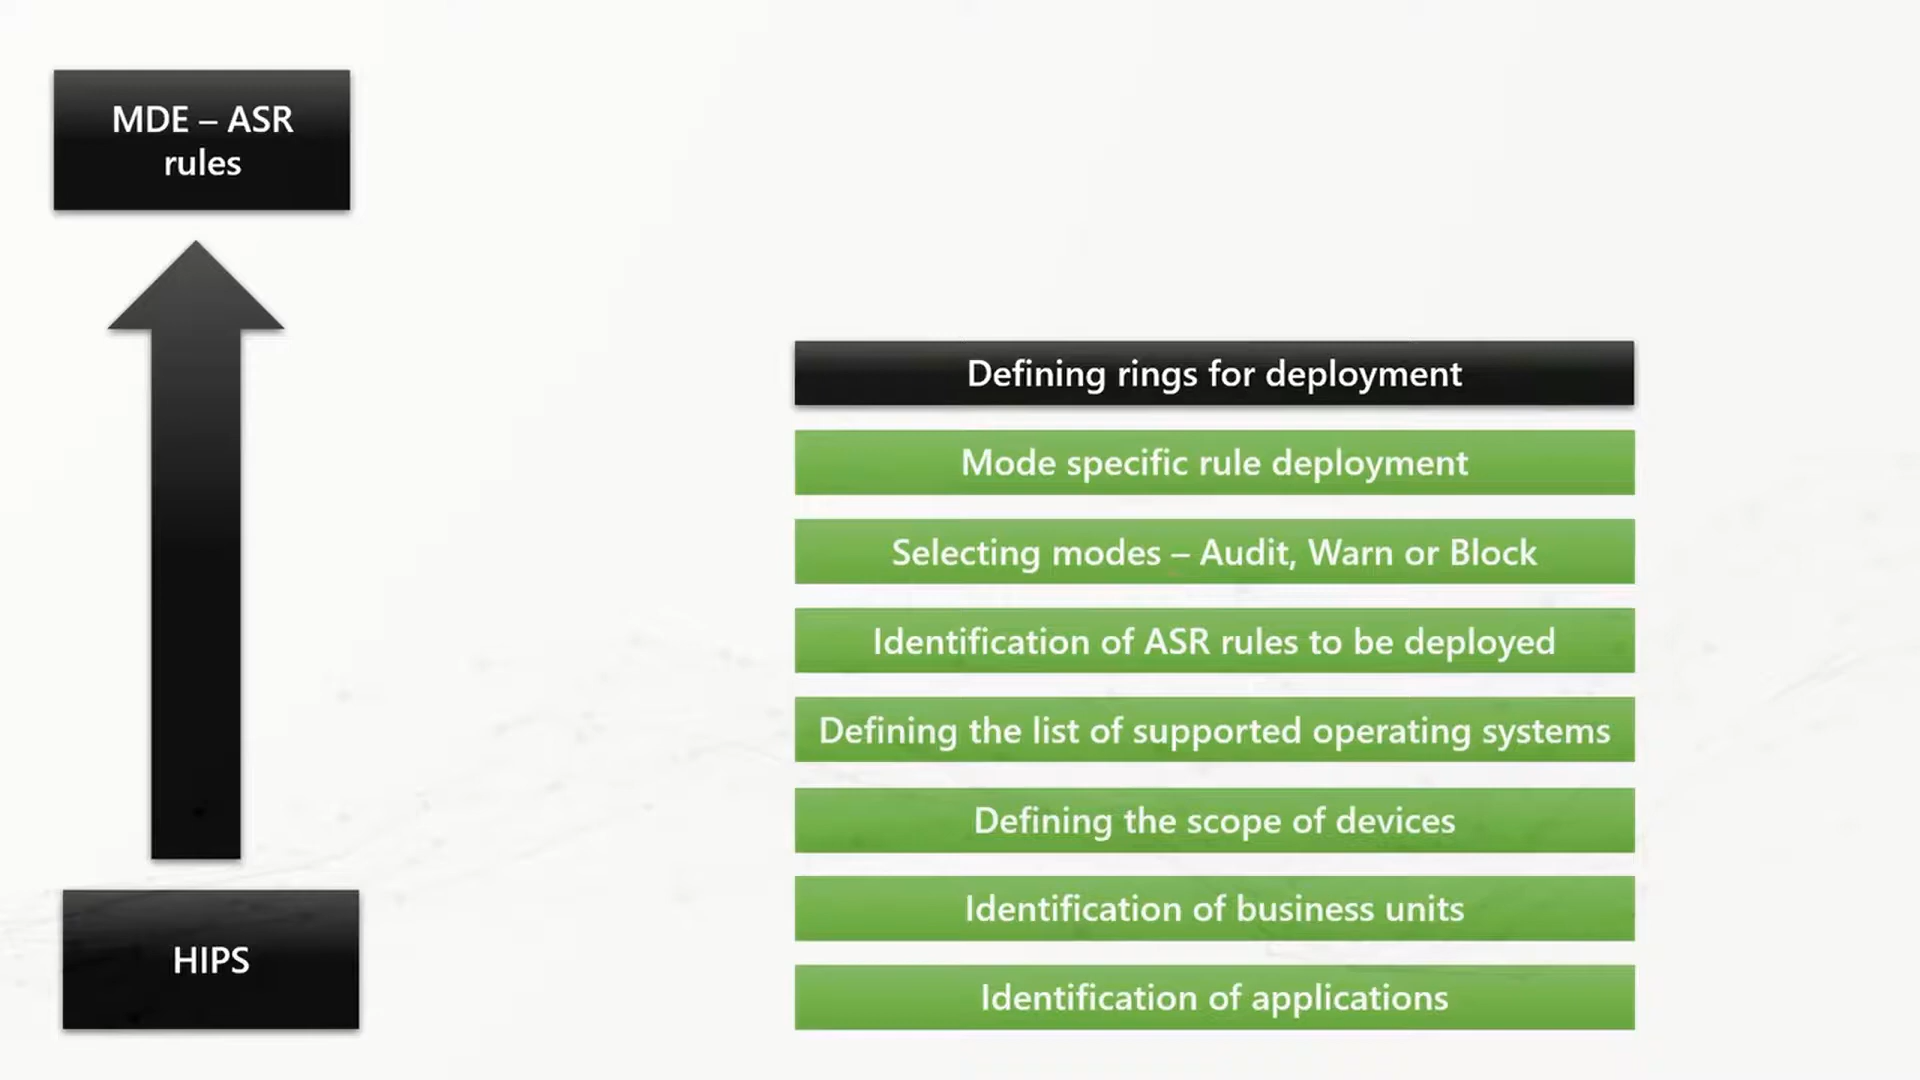 MDE – ASR
rules
HIPS
Defining rings for deployment
Mode specific rule deployment
Selecting modes – Audit, Warn or Block
Identification of ASR rules to be deployed
Defining the list of supported operating systems
Defining the scope of devices
Identification of business units
Identification of applications